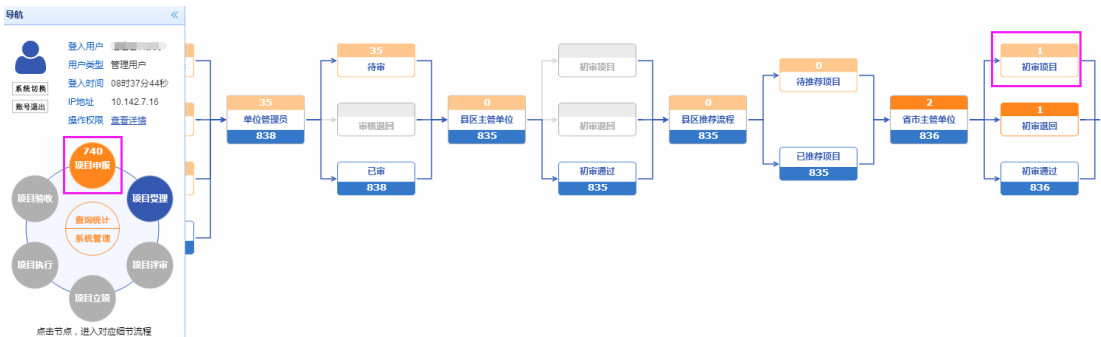 导航
«
登入用户
用户类型 管理用户
登入时间 08时37分44秒
IP地址 10.142.7.16
操作权限 查看详情
系统切换
账号退出
740
项目申报
项目验收
项目受理
查询统计
系统管理
项目执行
项目评审
项目立项
点击节点，进入对应细节流程
35
单位管理员
838
35
待审
审核退回
已审
838
0
县区主管单位
835
初审项目
初审退回
初审通过
835
0
县区推荐流程
835
0
待推荐项目
已推荐项目
835
2
省市主管单位
836
1
初审项目
1
初审退回
初审通过
836